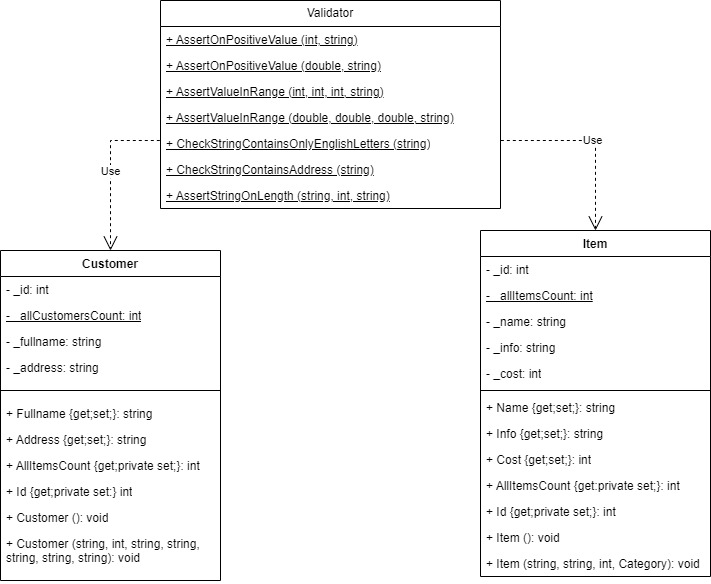 Validator
+ AssertOnPositiveValue (int, string)
+ AssertOnPositiveValue (double, string)
+ AssertValueInRange (int, int, int, string)
+ AssertValueInRange (double, double, double, string)
+ CheckStringContainsOnlyEnglishLetters (string)
+ CheckStringContainsAddress (string)
+ AssertStringOnLength (string, int, string)
Use
Use
Customer
- _id: int
- _allCustomersCount: int
- _fullname: string
- _address: string
+ Fullname {get;set;}: string
+ Address {get;set;}: string
+ AllItemsCount {get;private set;}: int
+ Id {get;private set:} int
+ Customer (): void
+ Customer (string, int, string, string,
string, string, string): void
Item
- _id: int
- _allItemsCount: int
- _name: string
- _info: string
- _cost: int
+ Name {get;set;}: string
+ Info {get;set;}: string
+ Cost {get;set;}: int
+ AllItemsCount {get:private set;}: int
+ Id {get;private set;}: int
+ Item (): void
+ Item (string, string, int, Category): void